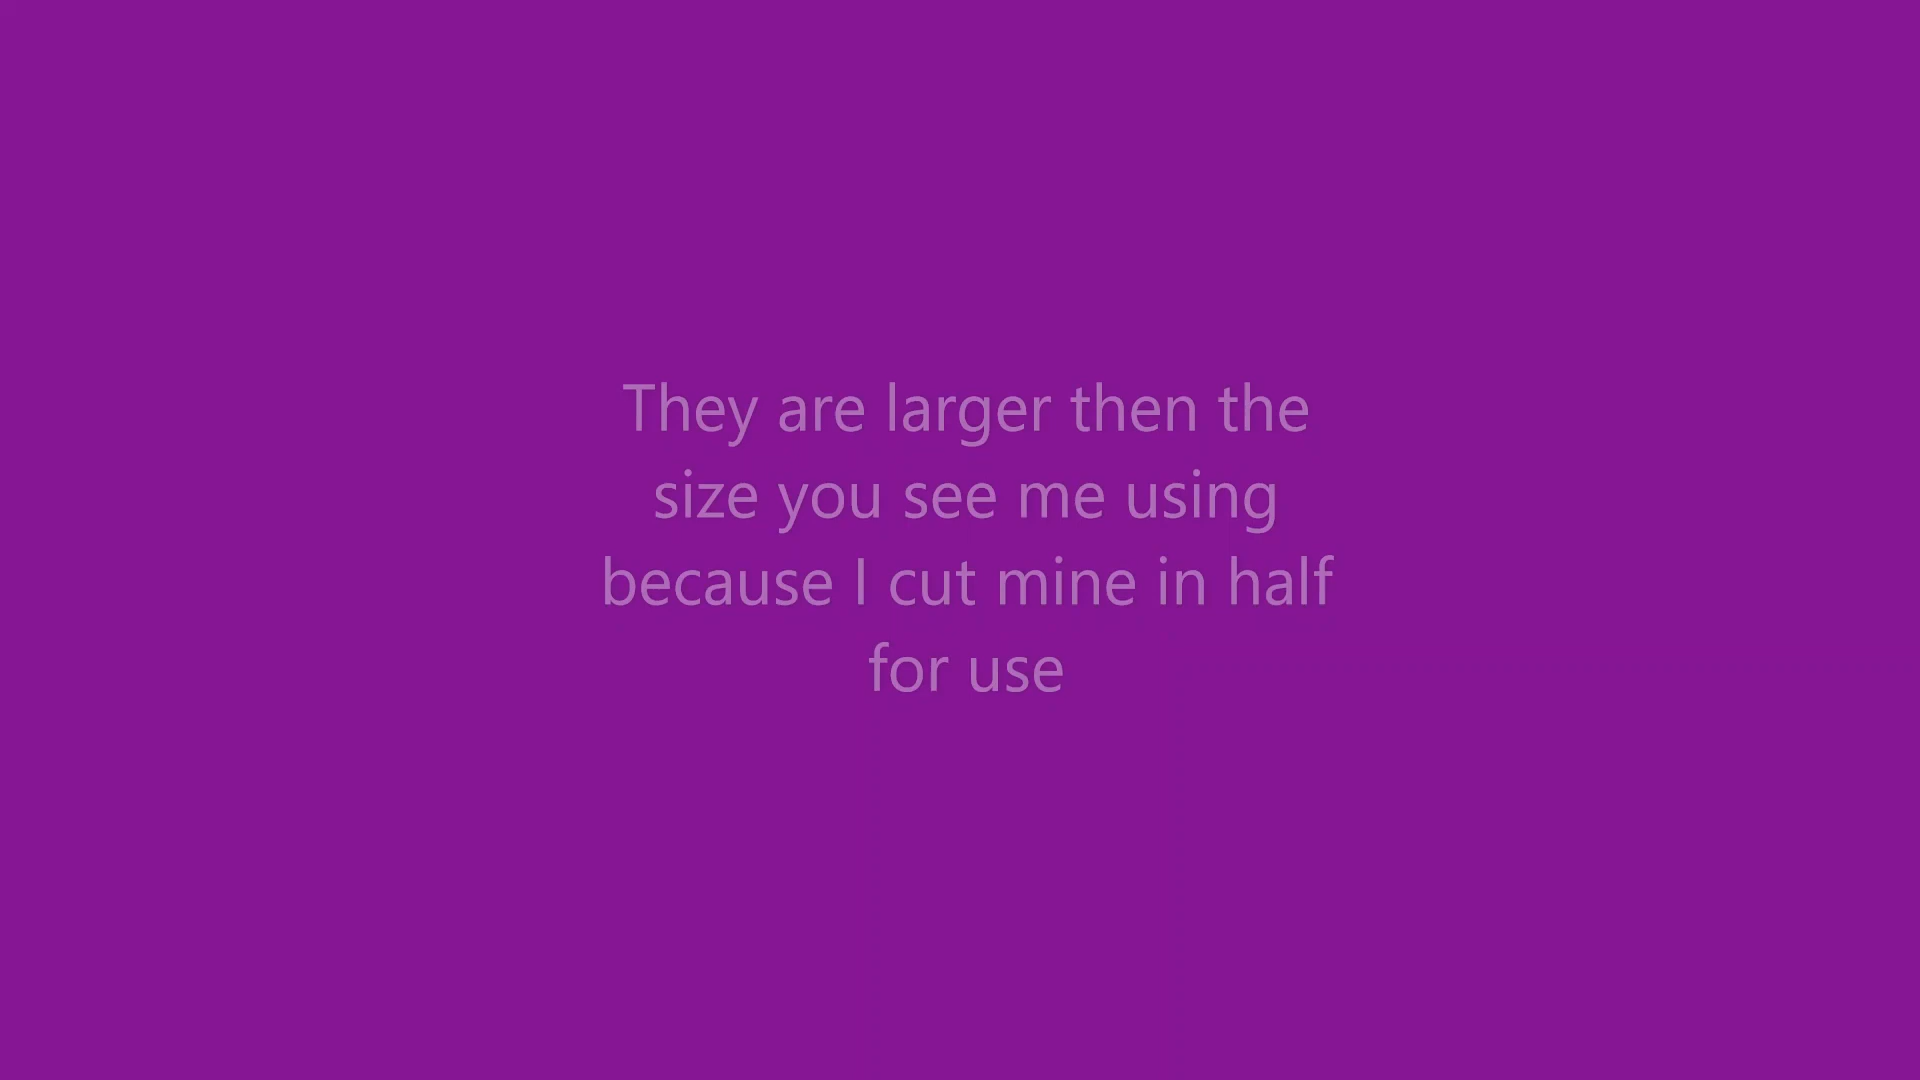 They are larger then the
size you see me using
because I cut mine in half
for use